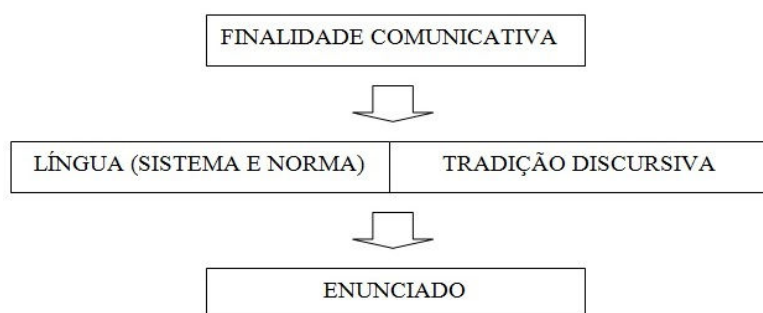 FINALIDADE COMUNICATIVA
LÍNGUA (SISTEMA E NORMA) TRADIÇÃO DISCURSIVA
ENUNCIADO